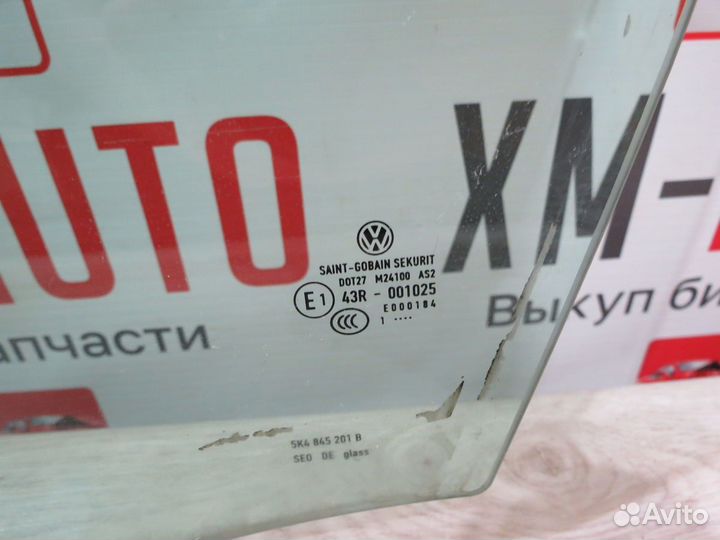 AUTO
XM-
апчасти
Выкуп би
SAINT-GOBAIN SEKURIT
DOT27 M24100 AS2
E1 43R - 001025
E000184
CCC 1 ....
5K4 845 201 B
SEO DE glass
Avito